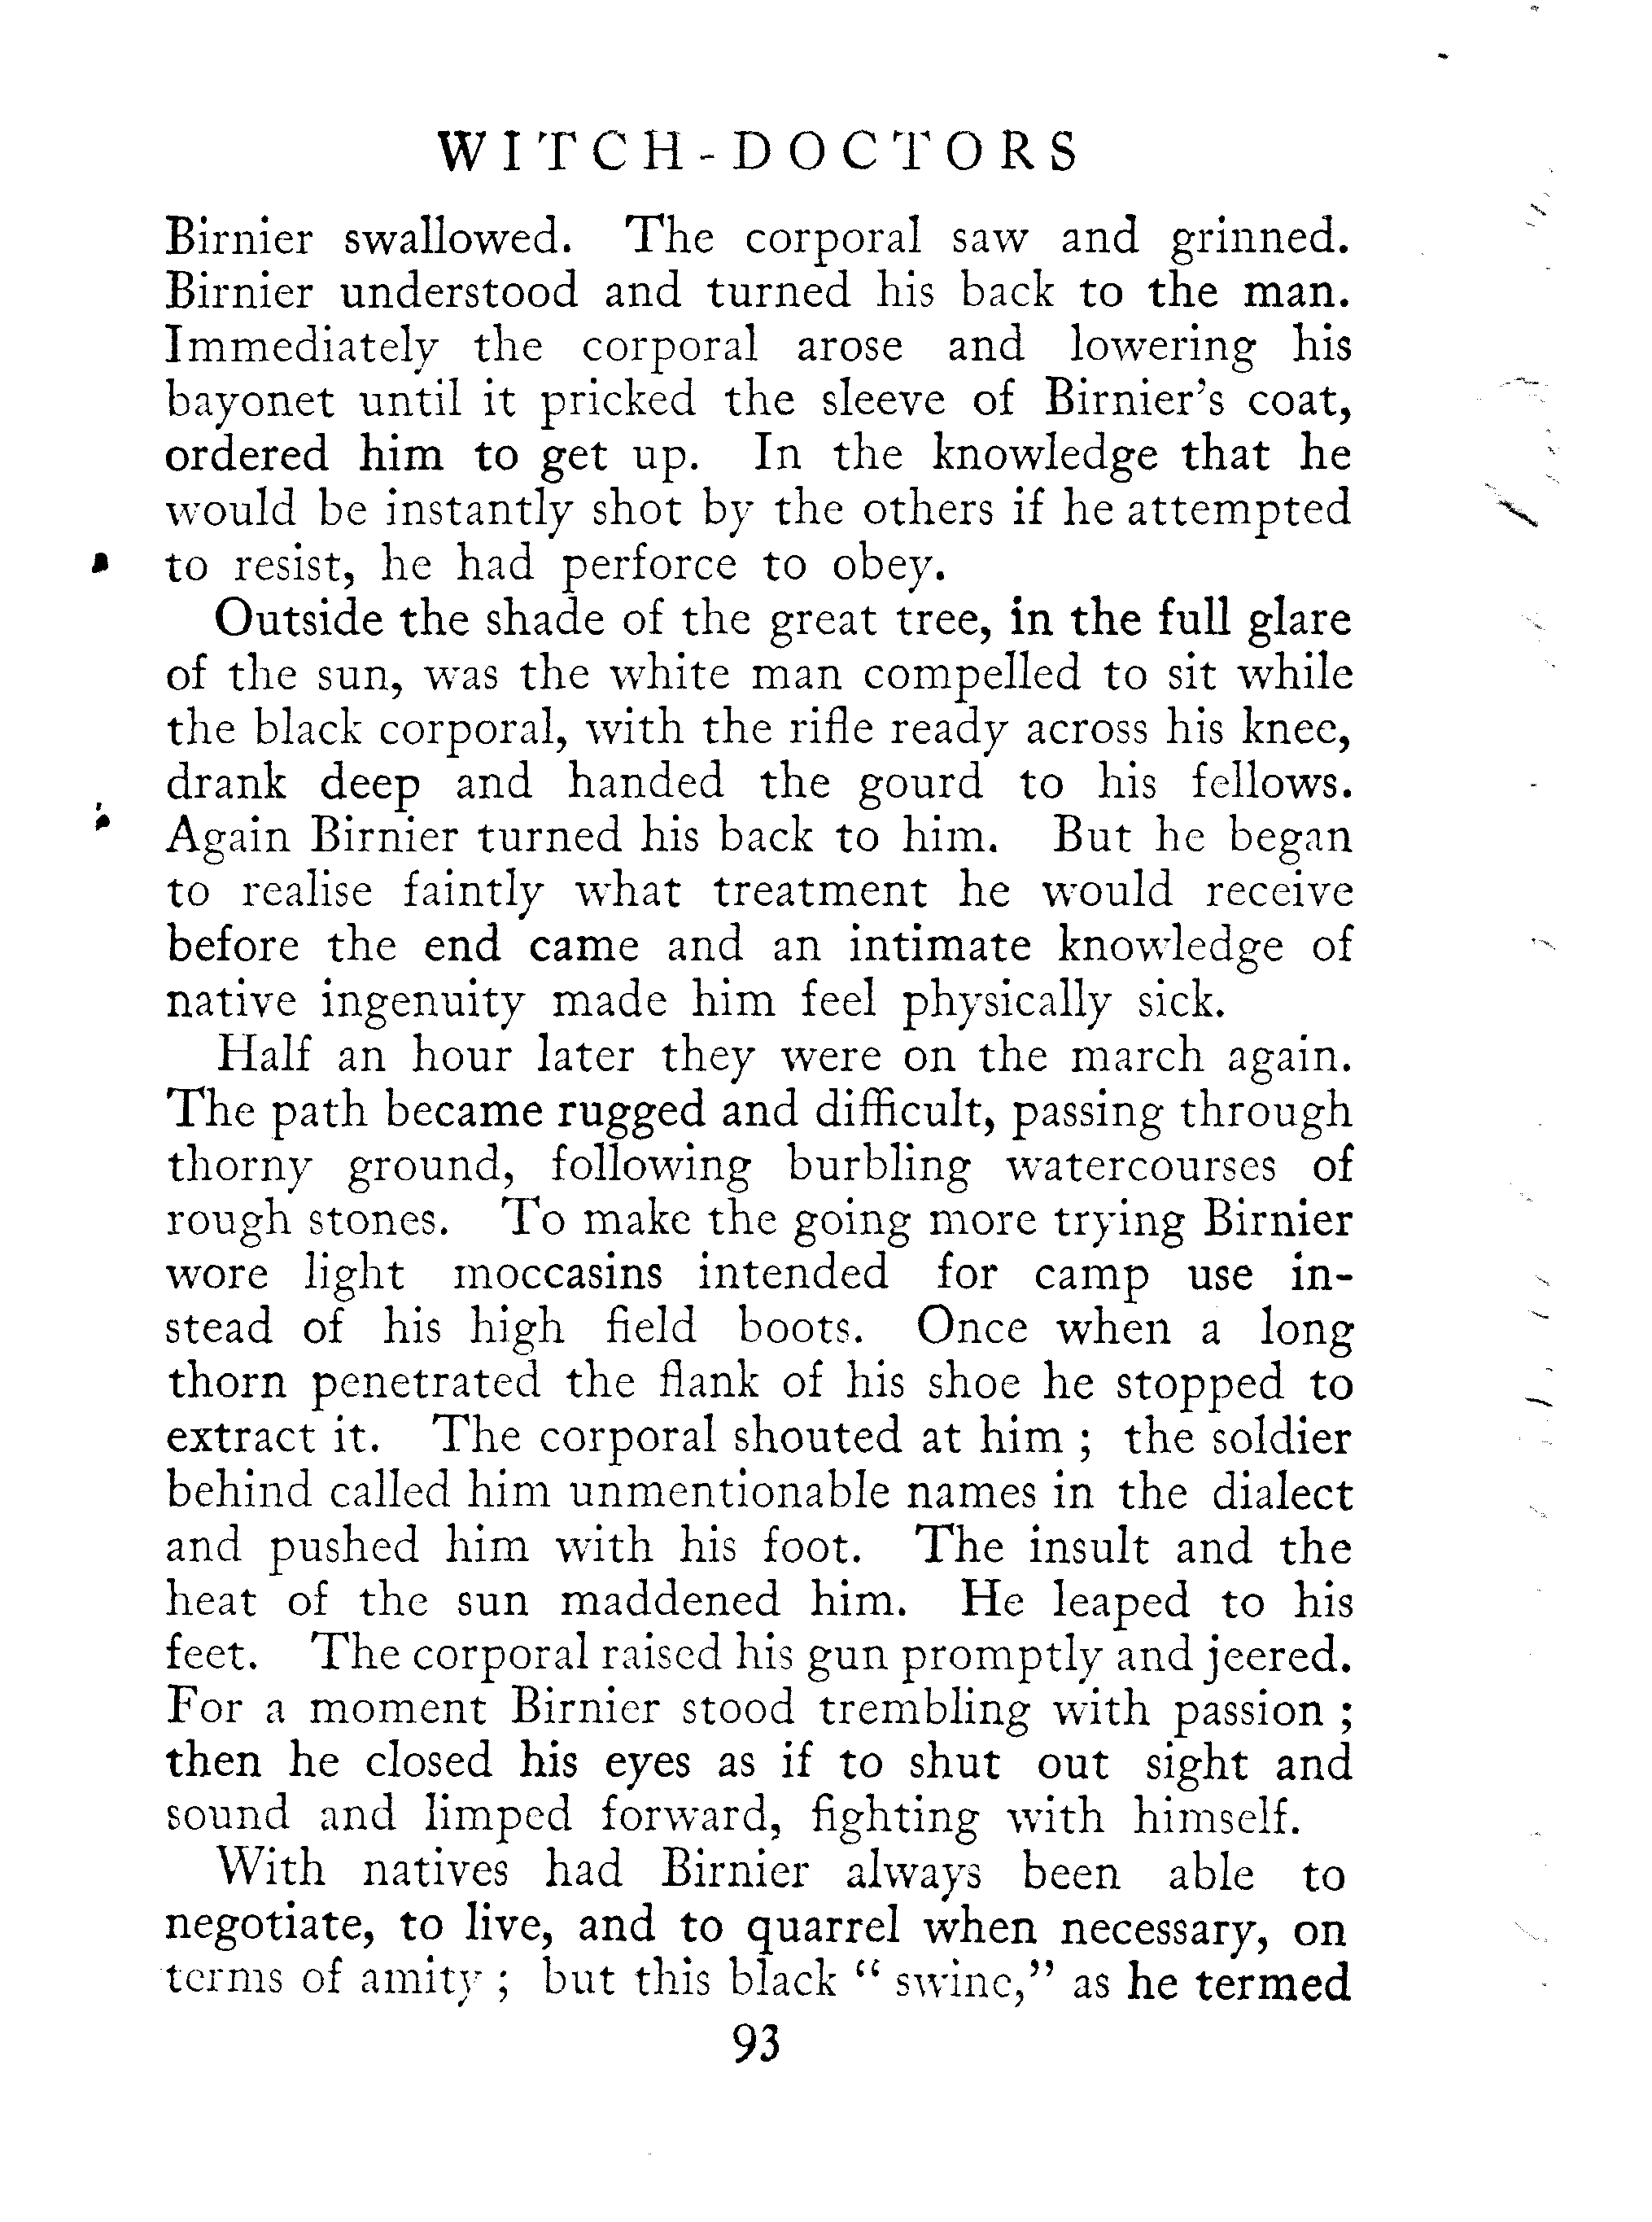 WITCH-DOCTORS
Birnier swallowed. The corporal saw and grinned.
Birnier understood and turned his back to the man.
Immediately the corporal arose and lowering his
bayonet until it pricked the sleeve of Birnier's coat,
ordered him to get up. In the knowledge that he
would be instantly shot by the others if he attempted
to resist, he had perforce to obey.
Outside the shade of the great tree, in the full glare
of the sun, was the white man compelled to sit while
the black corporal, with the rifle ready across his knee,
drank deep and handed the gourd to his fellows.
Again Birnier turned his back to him. But he began
to realise faintly what treatment he would receive
before the end came and an intimate knowledge of
native ingenuity made him feel physically sick.
Half an hour later they were on the march again.
The path became rugged and difficult, passing through
thorny ground, following burbling watercourses of
rough stones. To make the going more trying Birnier
wore light moccasins intended for camp use in-
stead of his high field boots. Once when a long
thorn penetrated the flank of his shoe he stopped to
extract it. The corporal shouted at him ; the soldier
behind called him unmentionable names in the dialect
and pushed him with his foot. The insult and the
heat of the sun maddened him. He leaped to his
feet. The corporal raised his gun promptly and jeered.
For a moment Birnier stood trembling with passion ;
then he closed his eyes as if to shut out sight and
sound and limped forward, fighting with himself.
With natives had Birnier always been able to
negotiate, to live, and to quarrel when necessary, on
terms of amity ; but this black " swine," as he termed
93